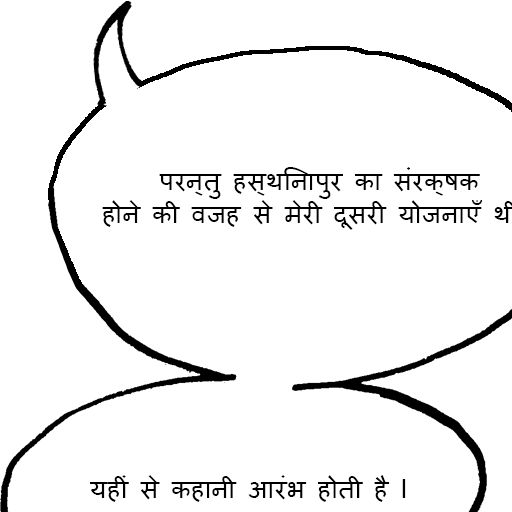 परन्तु हस्थनिापुर का संरक्षक
होने की वजह से मेरी दूसरी योजनाएँ थी
यहीं से कहानी आरंभ होती है |